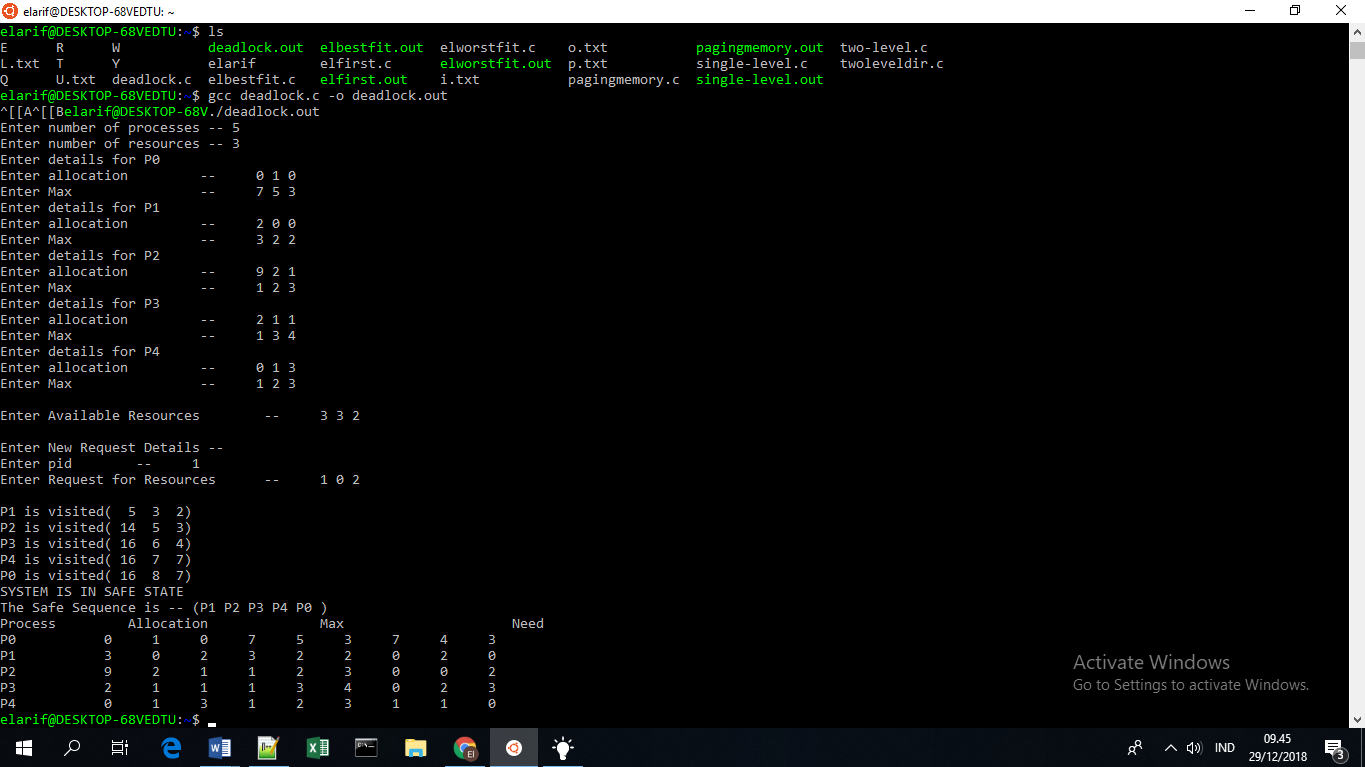 elarif@DESKTOP-68VEDTU: ~
elarif@DESKTOP-68VEDTU:~$ ls
E R W deadlock.out elbestfit.out elworstfit.c o.txt pagingmemory.out two-level.c
L.txt T Y elarif elfirst.c elworstfit.out p.txt single-level.c twoleveldir.c
Q U.txt deadlock.c elbestfit.c elfirst.out i.txt pagingmemory.c single-level.out
elarif@DESKTOP-68VEDTU:~$ gcc deadlock.c -o deadlock.out
^[[A^[[Belarif@DESKTOP-68V./deadlock.out
Enter number of processes -- 5
Enter number of resources -- 3
Enter details for P0
Enter allocation -- 0 1 0
Enter Max -- 7 5 3
Enter details for P1
Enter allocation -- 2 0 0
Enter Max -- 3 2 2
Enter details for P2
Enter allocation -- 9 2 1
Enter Max -- 1 2 3
Enter details for P3
Enter allocation -- 2 1 1
Enter Max -- 1 3 4
Enter details for P4
Enter allocation -- 0 1 3
Enter Max -- 1 2 3
Enter Available Resources -- 3 3 2
Enter New Request Details --
Enter pid -- 1
Enter Request for Resources -- 1 0 2
P1 is visited( 5 3 2)
P2 is visited( 14 5 3)
P3 is visited( 16 6 4)
P4 is visited( 16 7 7)
P0 is visited( 16 8 7)
SYSTEM IS IN SAFE STATE
The Safe Sequence is -- (P1 P2 P3 P4 P0 )
Process Allocation Max Need
P0 0 1 0 7 5 3 7 4 3
P1 3 0 2 3 2 2 0 2 0
P2 9 2 1 1 2 3 0 0 2
P3 2 1 1 1 3 4 0 2 3
P4 0 1 3 1 2 3 1 1 0
elarif@DESKTOP-68VEDTU:~$
Activate Windows
Go to Settings to activate Windows.
IND
09.45
29/12/2018
3